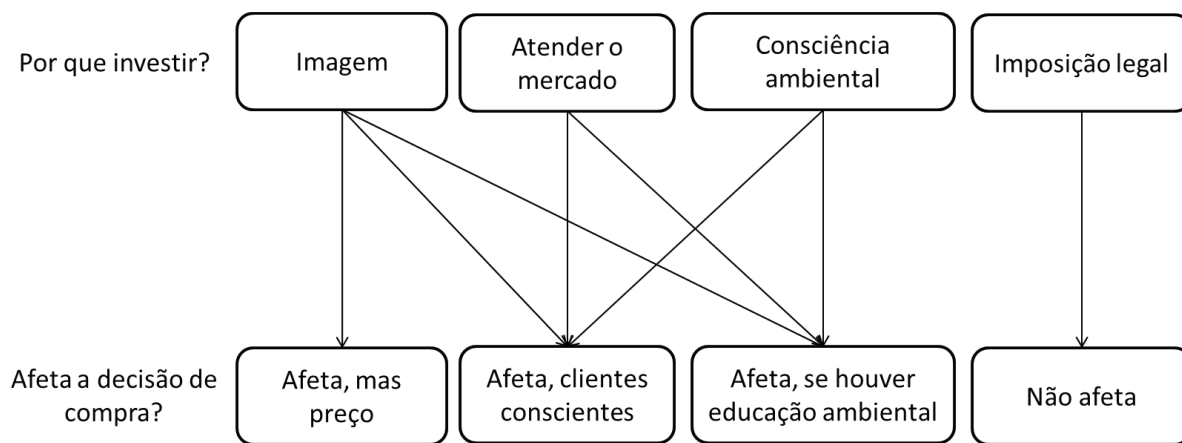 Por que investir?
Imagem
Atender o
mercado
Consciência
ambiental
Imposição legal
Afeta a decisão de
compra?
Afeta, mas
preço
Afeta, clientes
conscientes
Afeta, se houver
educação ambiental
Não afeta